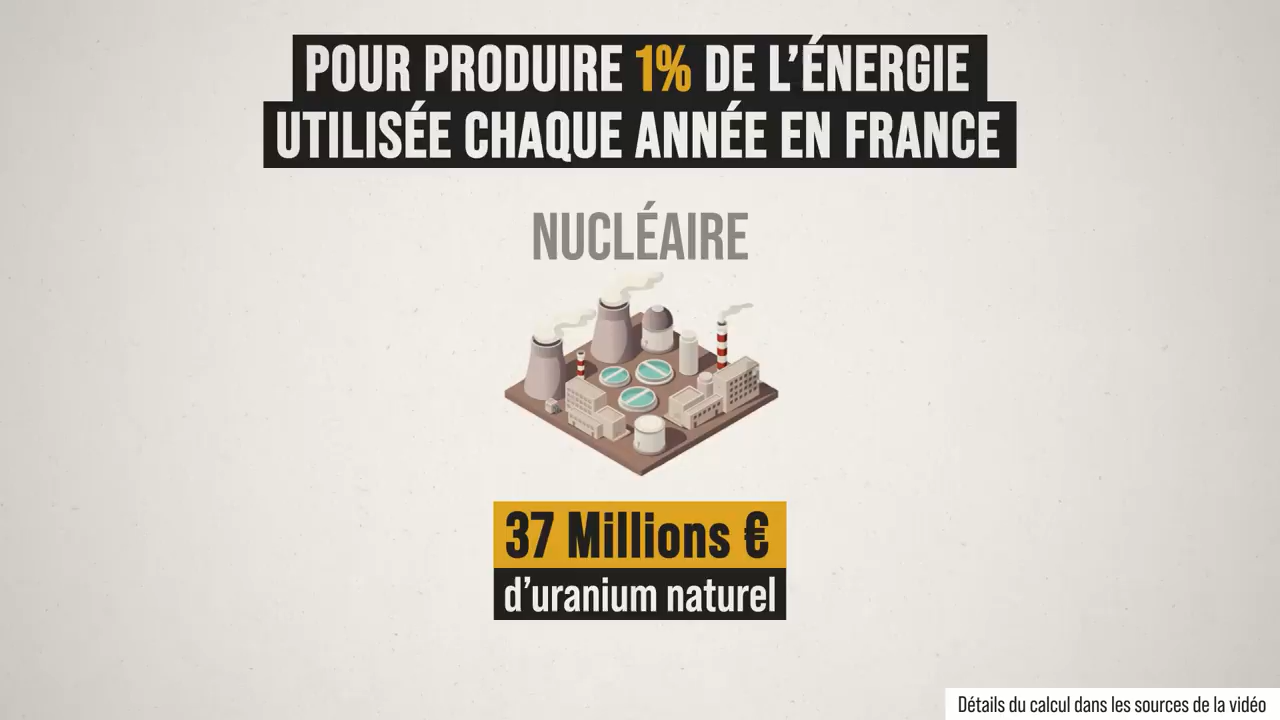 POUR PRODUIRE 1% DE L’ÉNERGIE
UTILISÉE CHAQUE ANNÉE EN FRANCE
NUCLÉAIRE
37 Millions €
d’uranium naturel
Détails du calcul dans les sources de la vidéo